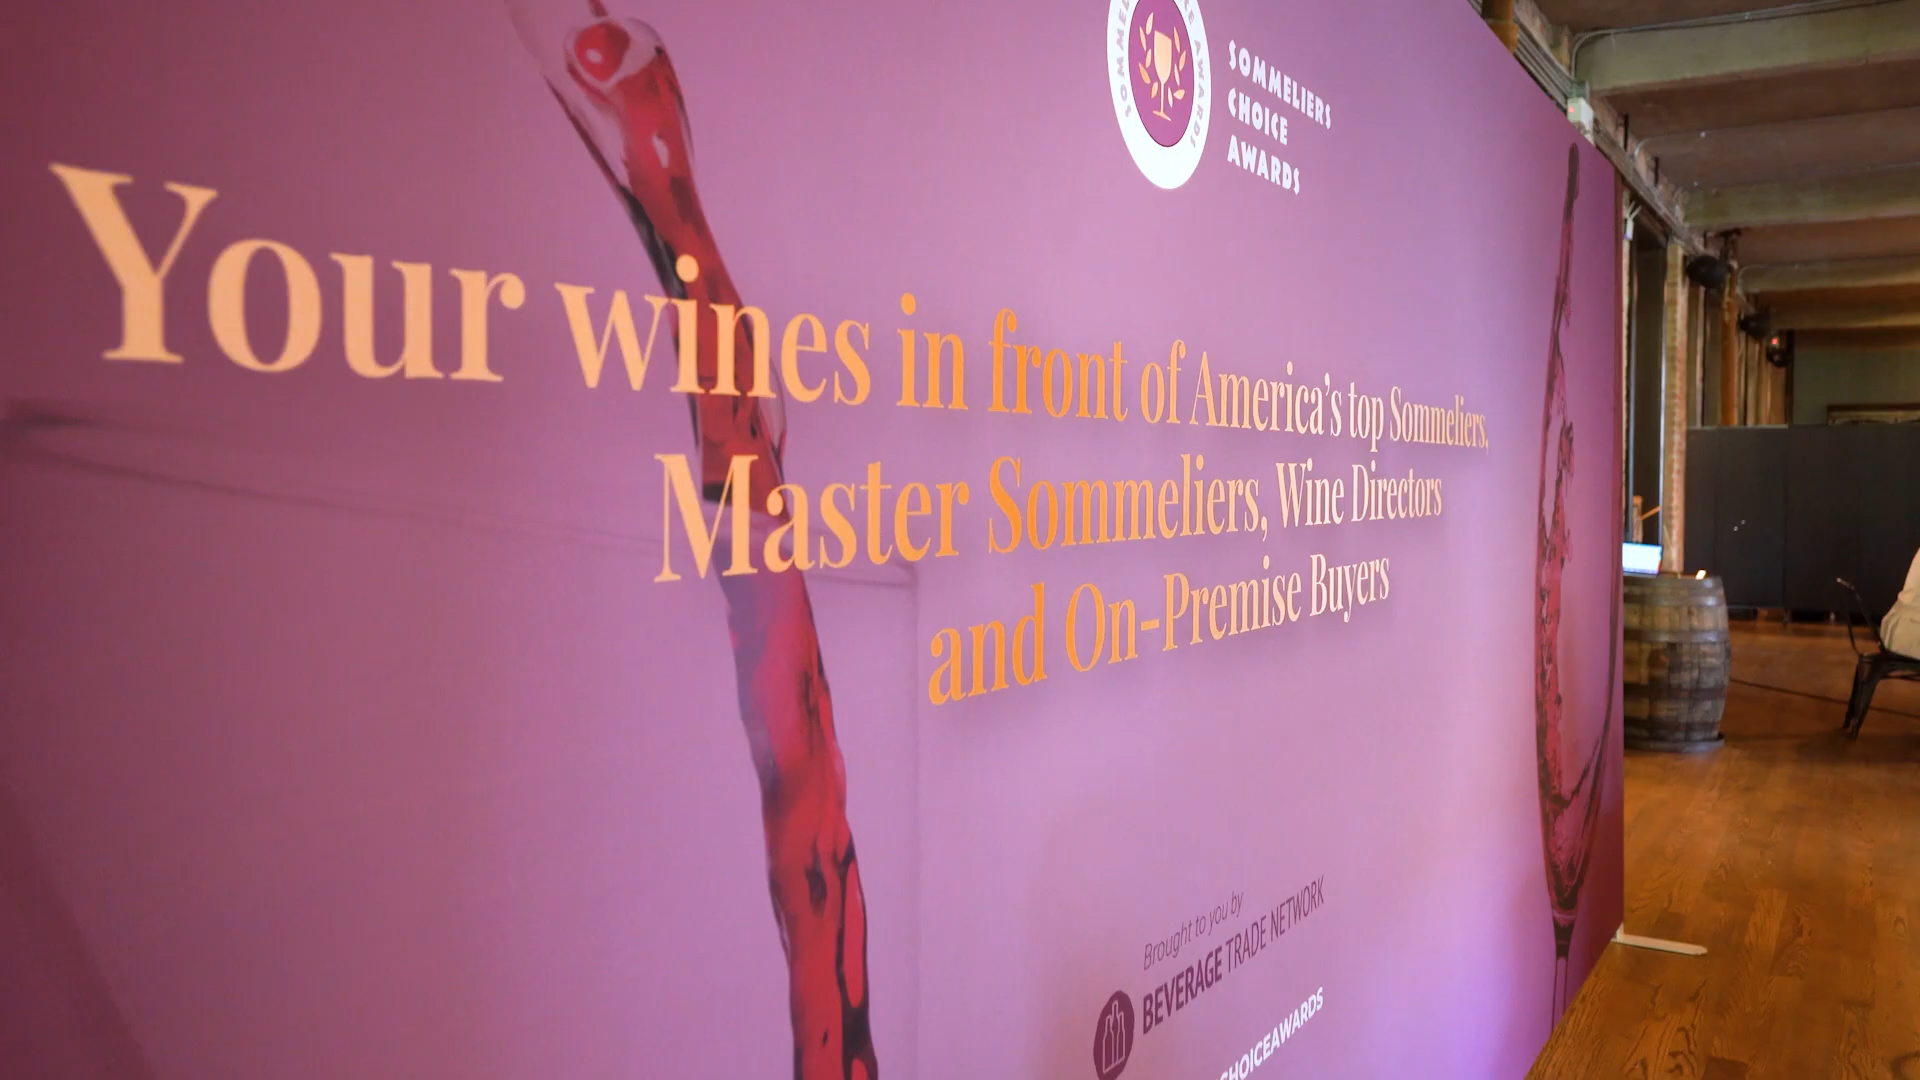 SOMMELIERS
CHOICE
AWARDS
Your wines in front of America's top Sommeliers,
Master Sommeliers, Wine Directors
and On-Premise Buyers
Brought to you by
BEVERAGE TRADE NETWORK
CHOICEAWARDS